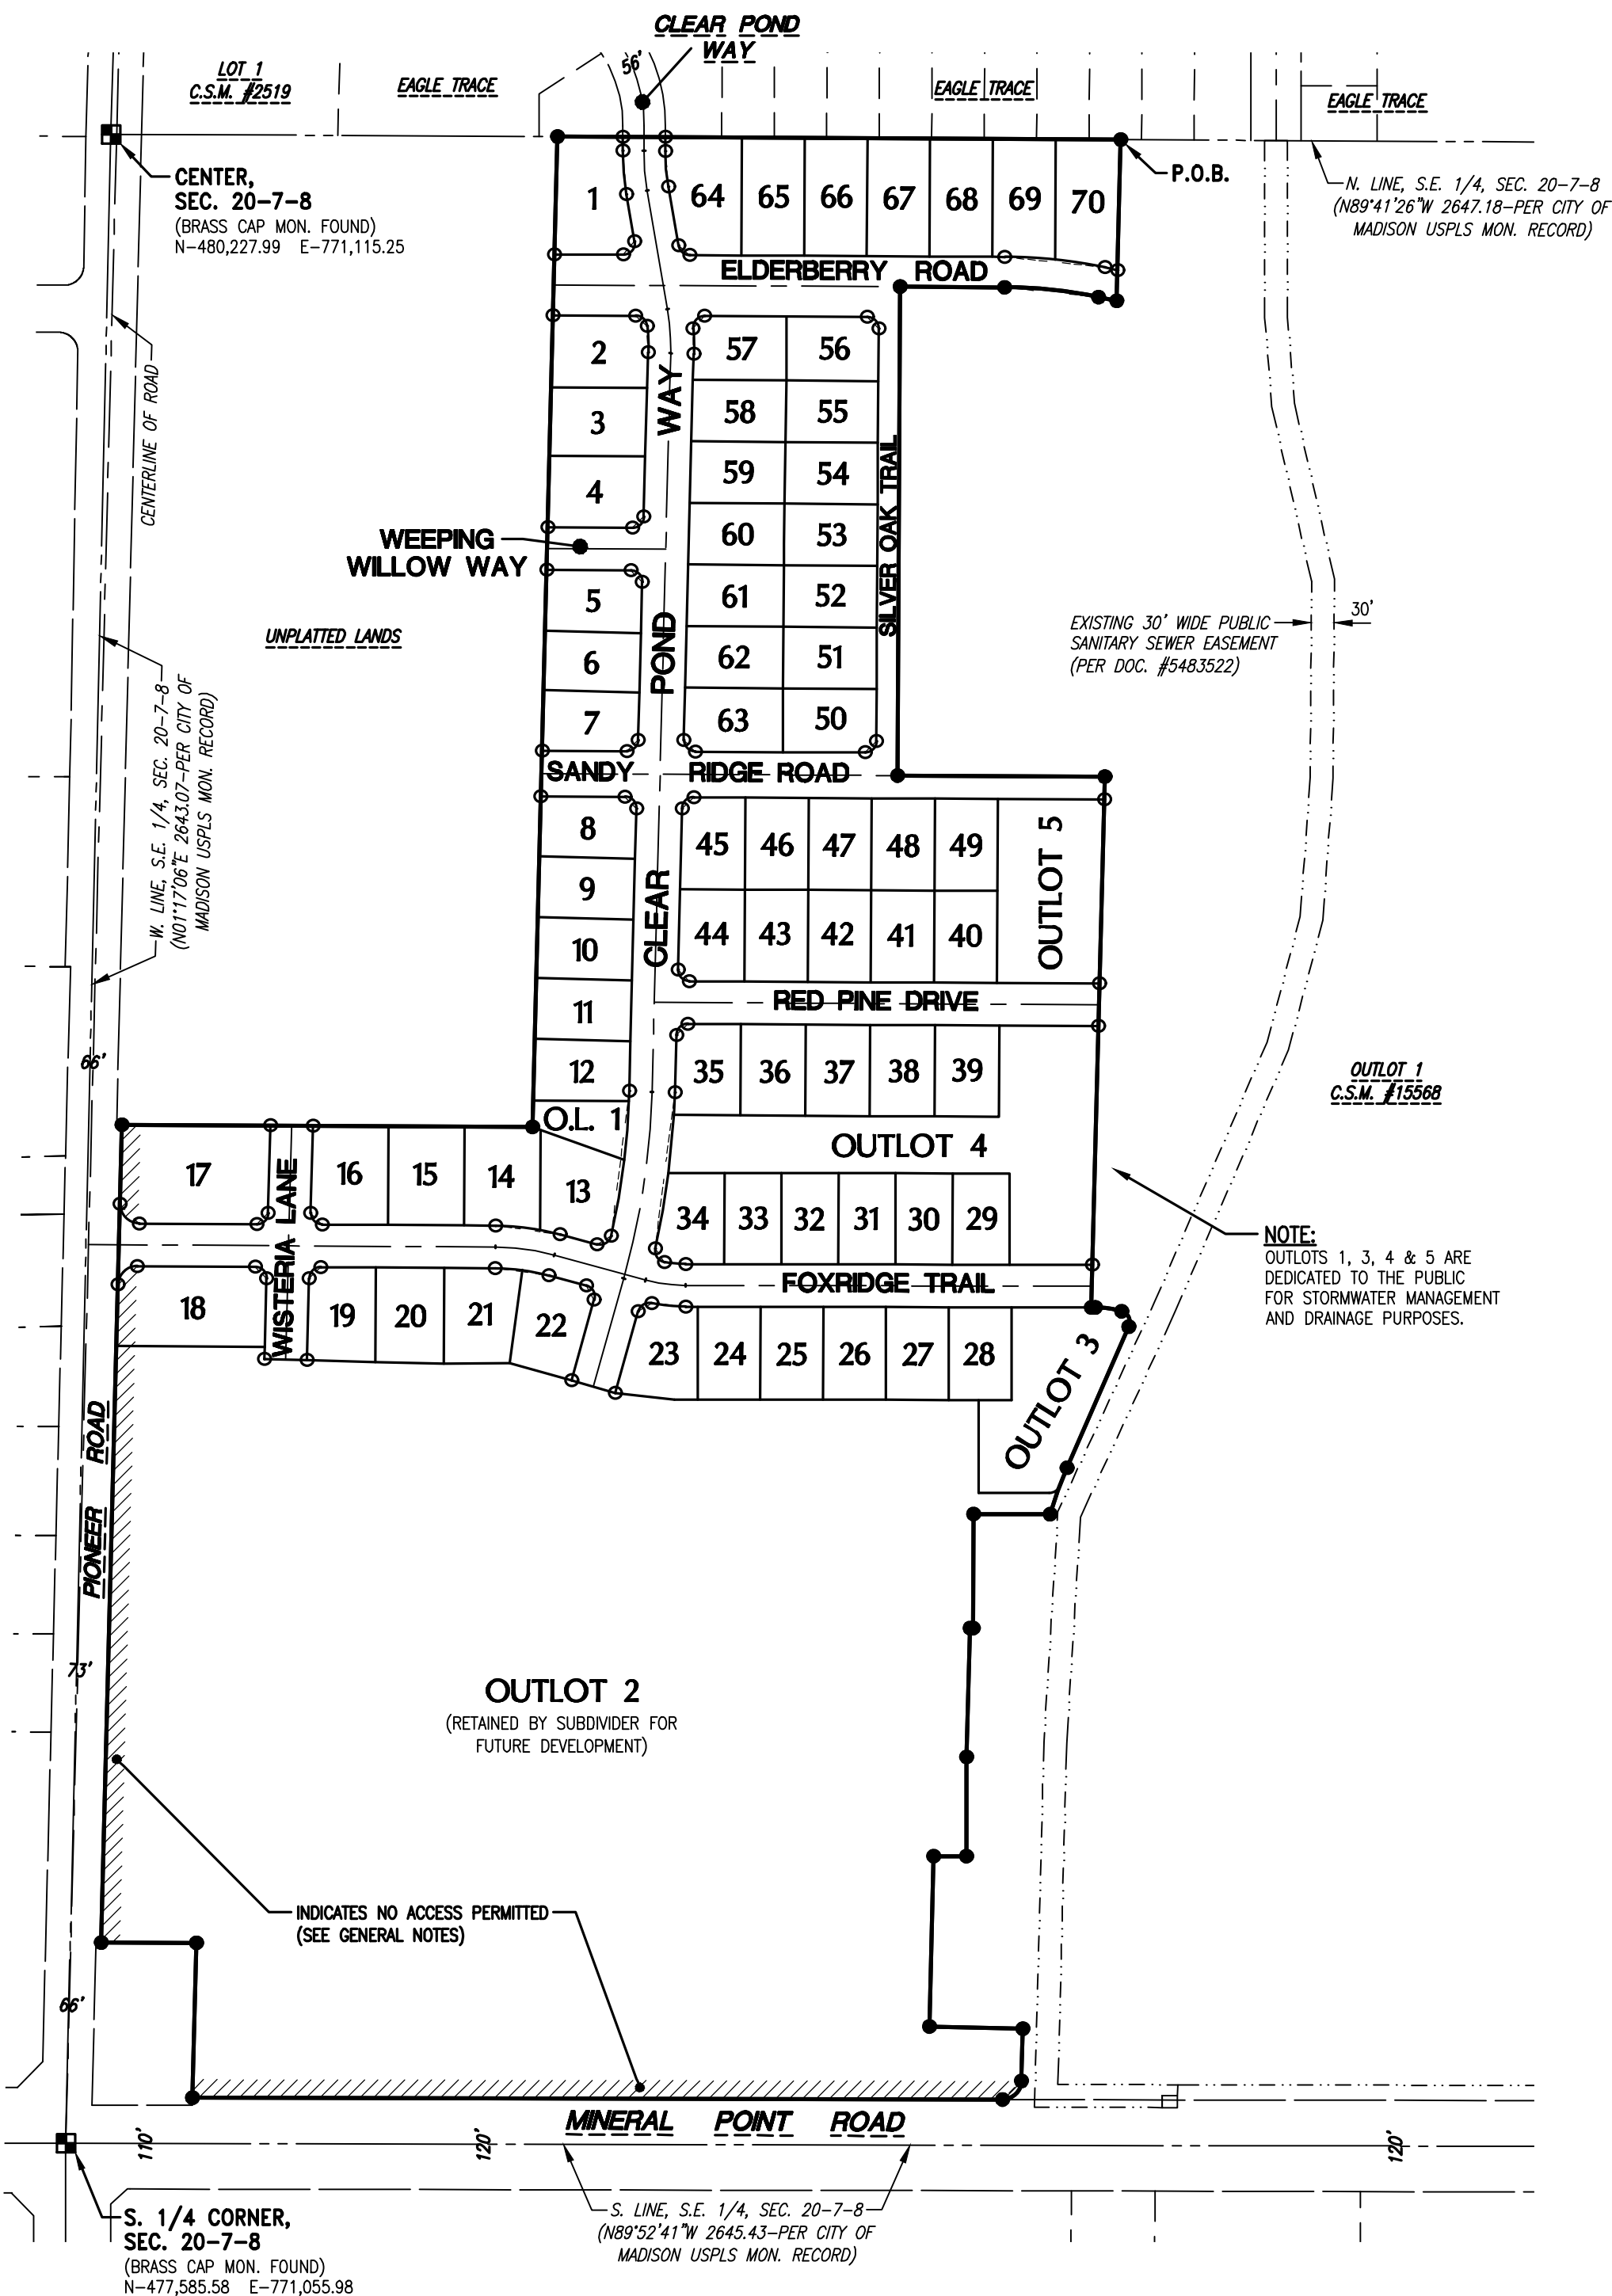 CLEAR POND
WAY
56'
LOT 1
C.S.M. #2519
EAGLE TRACE
EAGLE TRACE
EAGLE TRACE
CENTER,
SEC. 20-7-8
(BRASS CAP MON. FOUND)
N-480,227.99 E-771,115.25
P.O.B.
N. LINE, S.E. 1/4, SEC. 20-7-8
(N89°41'26"W 2647.18-PER CITY OF
MADISON USPLS MON. RECORD)
1
64
65
66
67
68
69
70
ELDERBERRY ROAD
CENTERLINE OF ROAD
2
57
56
3
58
55
4
59
54
WEEPING
WILLOW WAY
60
53
5
61
52
6
62
51
7
63
50
CLEAR POND WAY
SILVER OAK TRAIL
UNPLATTED LANDS
EXISTING 30' WIDE PUBLIC
SANITARY SEWER EASEMENT
(PER DOC. #5483522)
30'
W. LINE, S.E. 1/4, SEC. 20-7-8
(N01°17'06"E 2643.07-PER CITY OF
MADISON USPLS MON. RECORD)
SANDY RIDGE ROAD
8
45
46
47
48
49
OUTLOT 5
9
44
43
42
41
40
10
11
RED PINE DRIVE
12
35
36
37
38
39
66'
OUTLOT 1
C.S.M. #15568
O.L. 1
OUTLOT 4
17
16
15
14
13
WISTERIA LANE
34
33
32
31
30
29
NOTE:
OUTLOTS 1, 3, 4 & 5 ARE
DEDICATED TO THE PUBLIC
FOR STORMWATER MANAGEMENT
AND DRAINAGE PURPOSES.
FOXRIDGE TRAIL
18
19
20
21
22
23
24
25
26
27
28
OUTLOT 3
PIONEER ROAD
73'
OUTLOT 2
(RETAINED BY SUBDIVIDER FOR
FUTURE DEVELOPMENT)
INDICATES NO ACCESS PERMITTED
(SEE GENERAL NOTES)
66'
MINERAL POINT ROAD
110'
120'
120'
S. 1/4 CORNER,
SEC. 20-7-8
(BRASS CAP MON. FOUND)
N-477,585.58 E-771,055.98
S. LINE, S.E. 1/4, SEC. 20-7-8
(N89°52'41"W 2645.43-PER CITY OF
MADISON USPLS MON. RECORD)